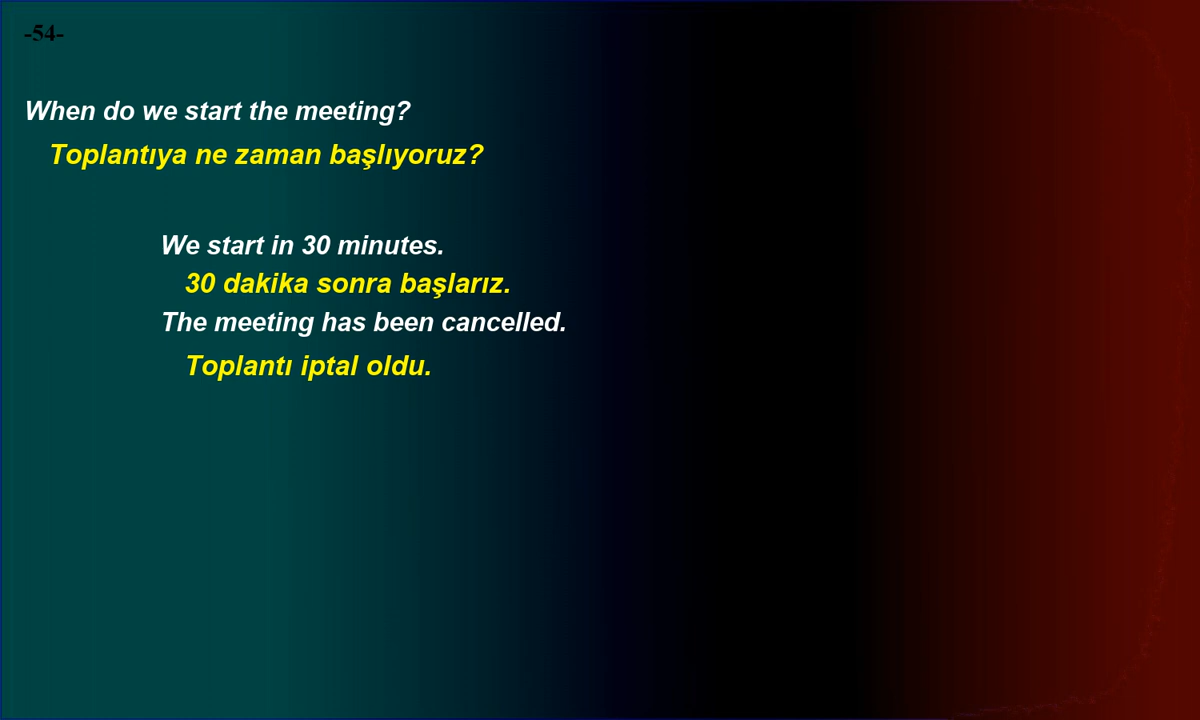 -54-
When do we start the meeting?
Toplantıya ne zaman başlıyoruz?
We start in 30 minutes.
30 dakika sonra başlarız.
The meeting has been cancelled.
Toplantı iptal oldu.